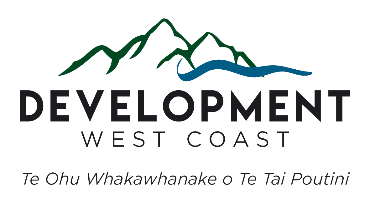 DEVELOPMENT
WEST COAST
Te Ohu Whakawhanake o Te Tai Poutini